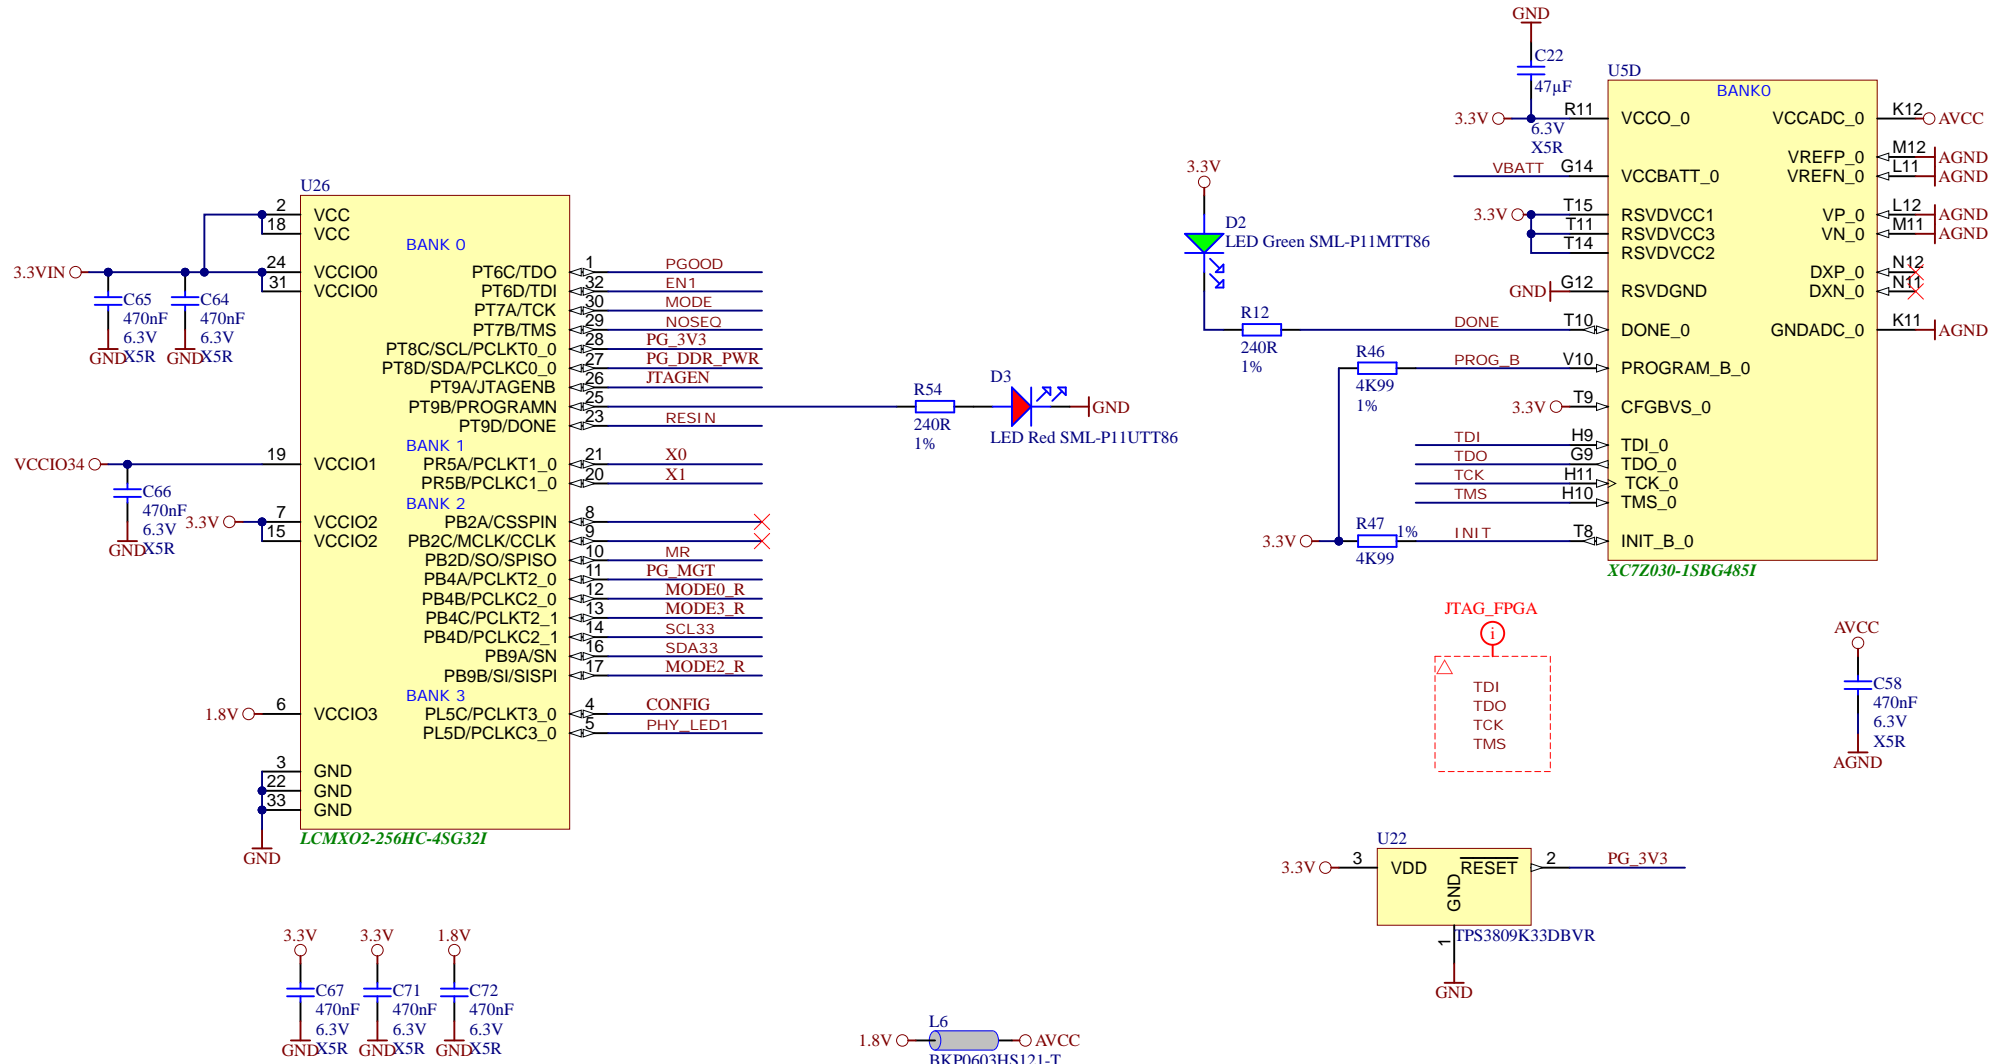 GND
C22
47µF
6.3V
X5R
3.3V
U5D
BANK0
R11 VCCO_0
VCCADC_0 K12 AVCC
VREFP_0 M12 AGND
VBATT G14 VCCBATT_0
VREFN_0 L11 AGND
3.3V
T15 RSVDVCC1
VP_0 L12 AGND
T11 RSVDVCC3
VN_0 M11 AGND
T14 RSVDVCC2
DXP_0 N12
GND G12 RSVDGND
DXN_0 N11
DONE T10 DONE_0
GNDADC_0 K11 AGND
PROG_B V10 PROGRAM_B_0
3.3V T9 CFGBVS_0
TDI H9 TDI_0
TDO G9 TDO_0
TCK H11 TCK_0
TMS H10 TMS_0
INIT T8 INIT_B_0
XC7Z030-1SBG485I
3.3V
D2
LED Green SML-P11MTT86
R12
240R
1%
R46
4K99
1%
3.3V
R47 1%
4K99
U26
2 VCC
18 VCC
BANK 0
3.3VIN
24 VCCIO0
31 VCCIO0
PT6C/TDO 1 PGOOD
PT6D/TDI 32 EN1
PT7A/TCK 30 MODE
PT7B/TMS 29 NOSEQ
PT8C/SCL/PCLKT0_0 28 PG_3V3
PT8D/SDA/PCLKC0_0 27 PG_DDR_PWR
PT9A/JTAGENB 26 JTAGEN
PT9B/PROGRAMN 25
PT9D/DONE 23 RESIN
C65
470nF
6.3V
X5R
GND
C64
470nF
6.3V
X5R
GND
R54
240R
1%
D3
GND
LED Red SML-P11UTT86
BANK 1
VCCIO34
19 VCCIO1
PR5A/PCLKT1_0 21 X0
PR5B/PCLKC1_0 20 X1
C66
470nF
6.3V
X5R
GND
BANK 2
3.3V
7 VCCIO2
15 VCCIO2
PB2A/CSSPIN 8
PB2C/MCLK/CCLK 9
PB2D/SO/SPISO 10 MR
PB4A/PCLKT2_0 11 PG_MGT
PB4B/PCLKC2_0 12 MODE0_R
PB4C/PCLKT2_1 13 MODE3_R
PB4D/PCLKC2_1 14 SCL33
PB9A/SN 16 SDA33
PB9B/SI/SISPI 17 MODE2_R
BANK 3
1.8V 6 VCCIO3
PL5C/PCLKT3_0 4 CONFIG
PL5D/PCLKC3_0 5 PHY_LED1
3 GND
22 GND
33 GND
GND
LCMXO2-256HC-4SG32I
JTAG_FPGA
i
TDI
TDO
TCK
TMS
AVCC
C58
470nF
6.3V
X5R
AGND
U22
3.3V 3 VDD
RESET 2 PG_3V3
GND
1
TPS3809K33DBVR
GND
3.3V
C67
470nF
6.3V
X5R
GND
3.3V
C71
470nF
6.3V
X5R
GND
1.8V
C72
470nF
6.3V
X5R
GND
L6
1.8V AVCC
BKP0603HS121-T